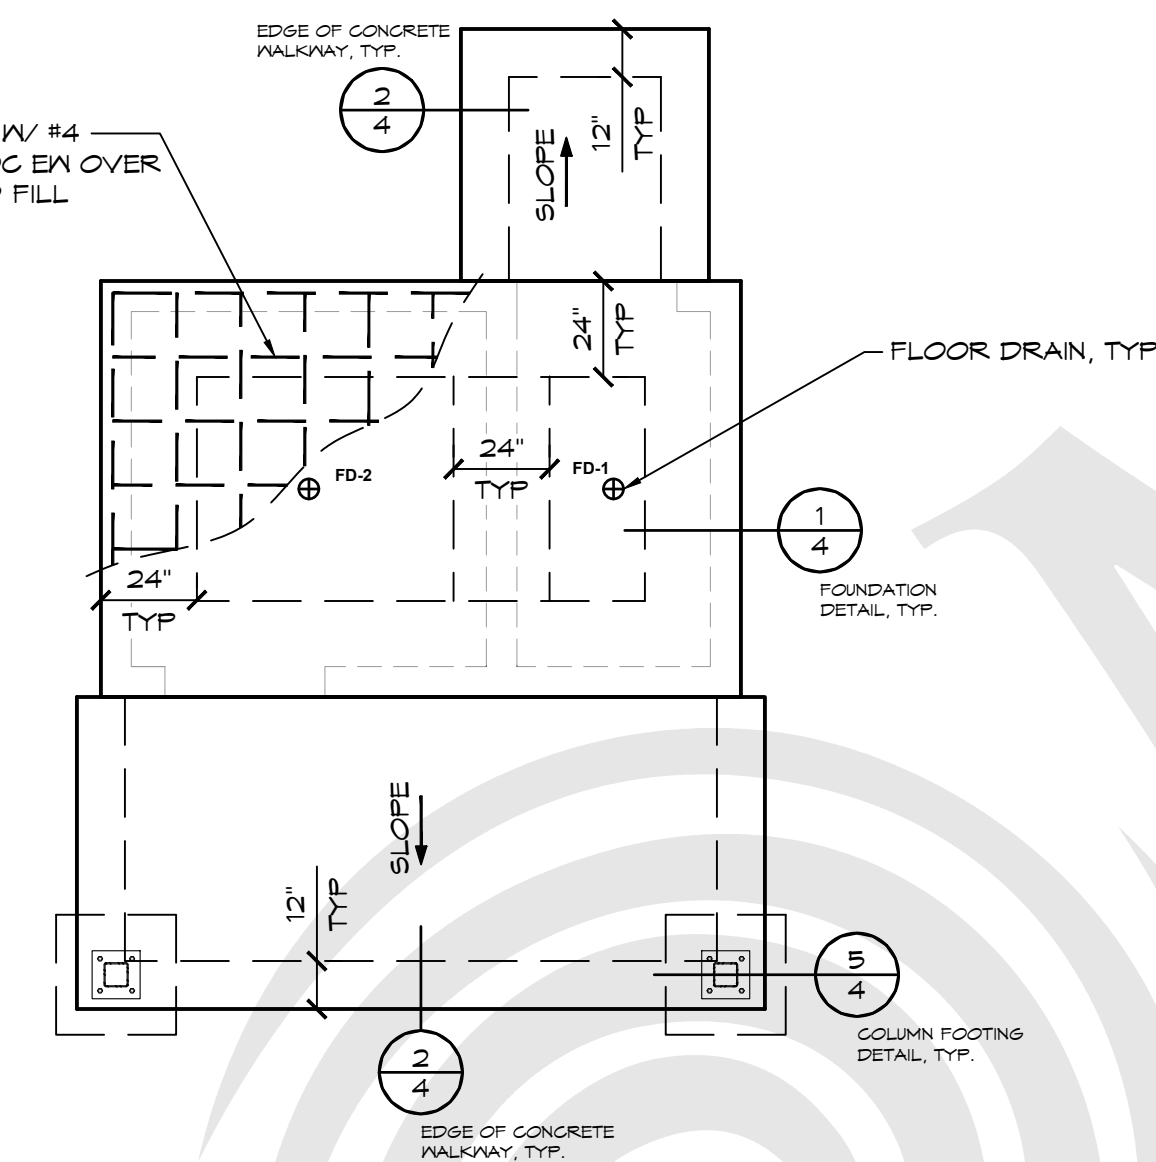 EDGE OF CONCRETE
WALKWAY, TYP.
2
4
W/ #4
OC EW OVER
FILL
SLOPE
12"
TYP
24"
TYP
FLOOR DRAIN, TYP
24"
TYP
FD-2
FD-1
1
4
FOUNDATION
DETAIL, TYP.
24"
TYP
SLOPE
12"
TYP
5
4
COLUMN FOOTING
DETAIL, TYP.
2
4
EDGE OF CONCRETE
WALKWAY, TYP.